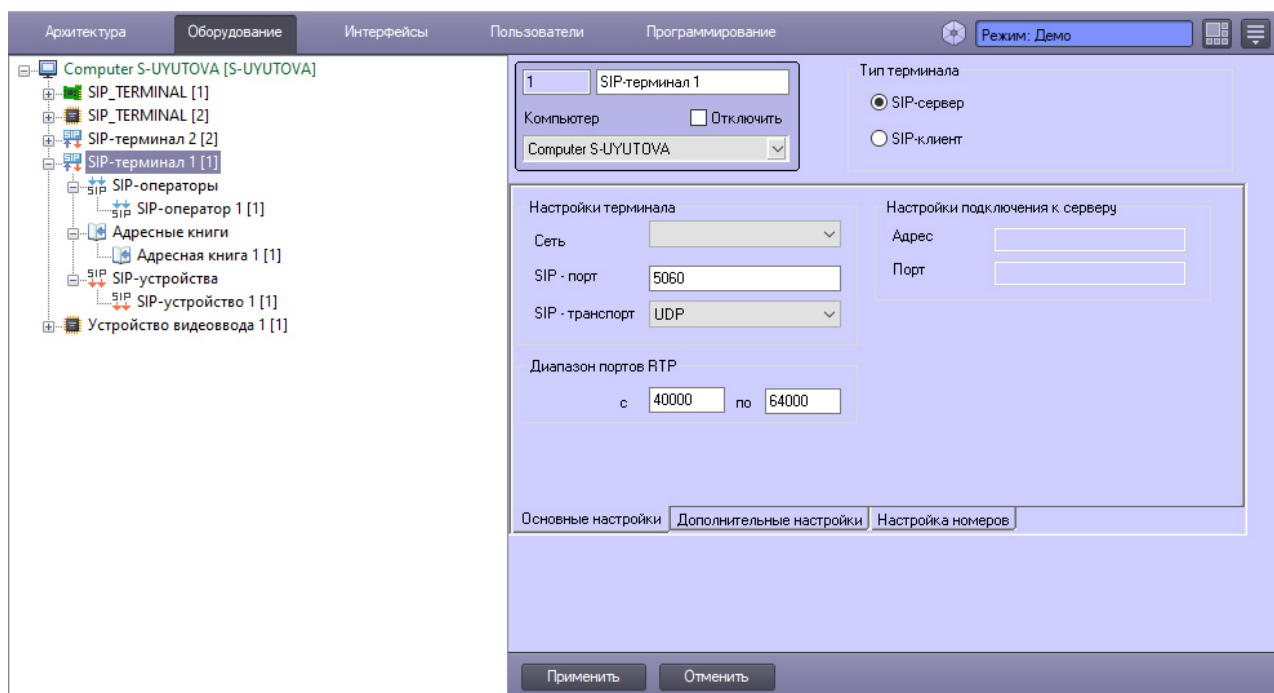 Архитектура Оборудование Интерфейсы Пользователи Программирование Режим: Демо
Computer S-UYUTOVA [S-UYUTOVA]
SIP_TERMINAL [1]
SIP_TERMINAL [2]
SIP-терминал 2 [2]
SIP-терминал 1 [1]
SIP-операторы
SIP-оператор 1 [1]
Адресные книги
Адресная книга 1 [1]
SIP-устройства
SIP-устройство 1 [1]
Устройство видеоввода 1 [1]
1 SIP-терминал 1
Компьютер Отключить
Computer S-UYUTOVA
Тип терминала
SIP-сервер
SIP-клиент
Настройки терминала
Сеть
SIP - порт 5060
SIP - транспорт UDP
Диапазон портов RTP
с 40000 по 64000
Настройки подключения к серверу
Адрес
Порт
Основные настройки Дополнительные настройки Настройка номеров
Применить Отменить